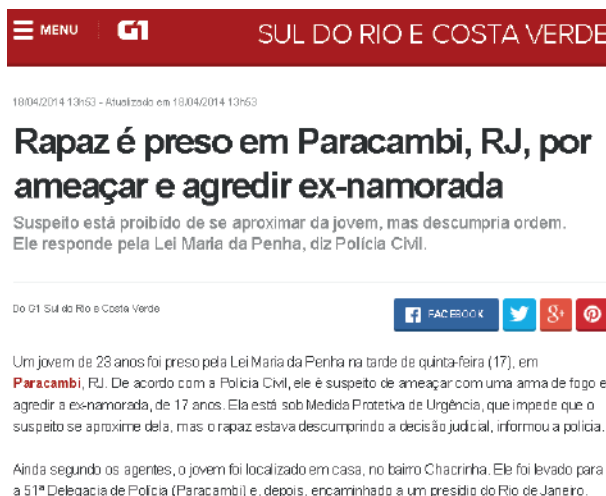 MENU G1 SUL DO RIO E COSTA VERDE
18/04/2014 13h53 - Atualizado em 18/04/2014 13h53
Rapaz é preso em Paracambi, RJ, por
ameaçar e agredir ex-namorada
Suspeito está proibido de se aproximar da jovem, mas descumpria ordem.
Ele responde pela Lei Maria da Penha, diz Polícia Civil.
Do G1 Sul do Rio e Costa Verde
FACEBOOK
Um jovem de 23 anos foi preso pela Lei Maria da Penha na tarde de quinta-feira (17), em
Paracambi, RJ. De acordo com a Polícia Civil, ele é suspeito de ameaçar com uma arma de fogo e
agredir a ex-namorada, de 17 anos. Ela está sob Medida Protetiva de Urgência, que impede que o
suspeito se aproxime dela, mas o rapaz estava descumprindo a decisão judicial, informou a polícia.
Ainda segundo os agentes, o jovem foi localizado em casa, no bairro Chacrinha. Ele foi levado para
a 51ª Delegacia de Polícia (Paracambi) e, depois, encaminhado a um presídio do Rio de Janeiro.